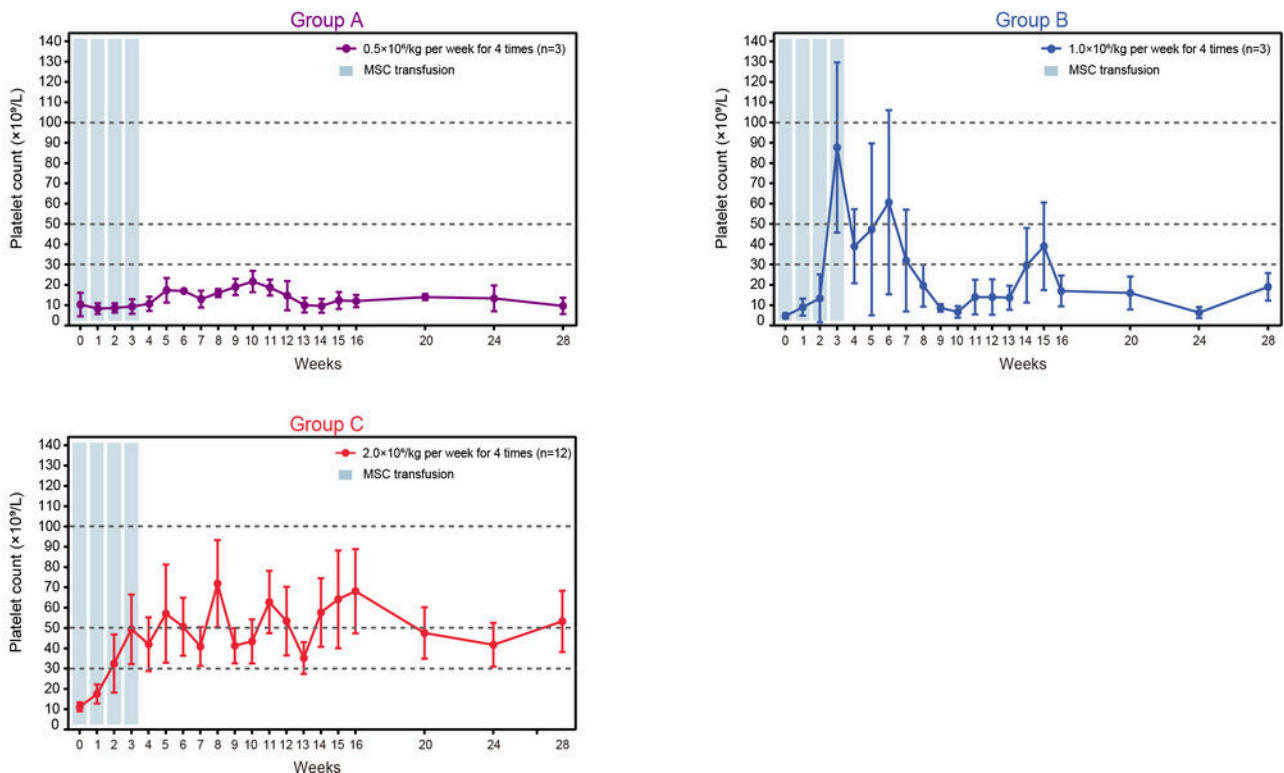 Group A
0.5×10⁶/kg per week for 4 times (n=3)
MSC transfusion
Platelet count (×10⁹/L)
140
130
120
110
100
90
80
70
60
50
40
30
20
10
0
0 1 2 3 4 5 6 7 8 9 10 11 12 13 14 15 16 20 24 28
Weeks
Group B
1.0×10⁶/kg per week for 4 times (n=3)
MSC transfusion
Platelet count (×10⁹/L)
140
130
120
110
100
90
80
70
60
50
40
30
20
10
0
0 1 2 3 4 5 6 7 8 9 10 11 12 13 14 15 16 20 24 28
Weeks
Group C
2.0×10⁶/kg per week for 4 times (n=12)
MSC transfusion
Platelet count (×10⁹/L)
140
130
120
110
100
90
80
70
60
50
40
30
20
10
0
0 1 2 3 4 5 6 7 8 9 10 11 12 13 14 15 16 20 24 28
Weeks